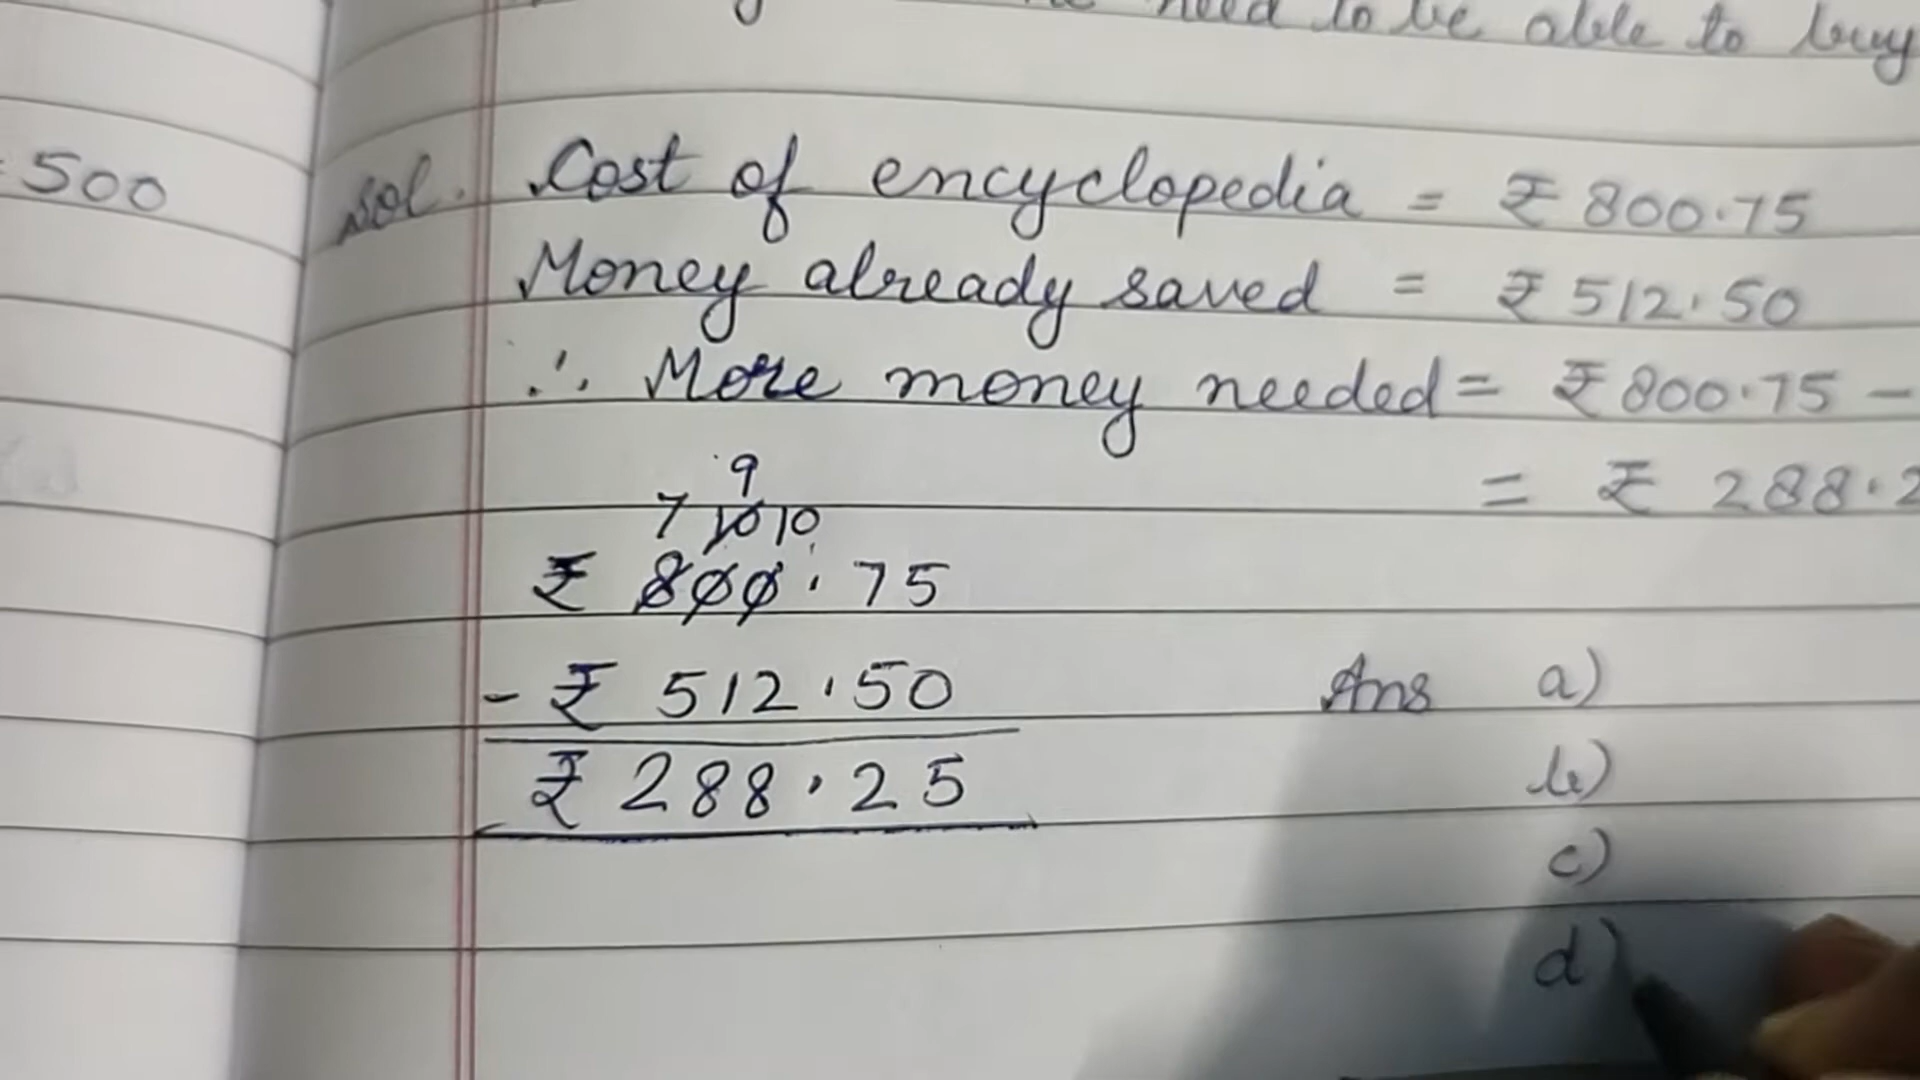 need to be able to buy
500
Sol. Cost of encyclopedia = ₹ 800.75
Money already saved = ₹ 512.50
∴ More money needed = ₹ 800.75 -
= ₹ 288.2
9
7 10 10
₹ 800.75
- ₹ 512.50
₹ 288.25
Ans a)
b)
c)
d)